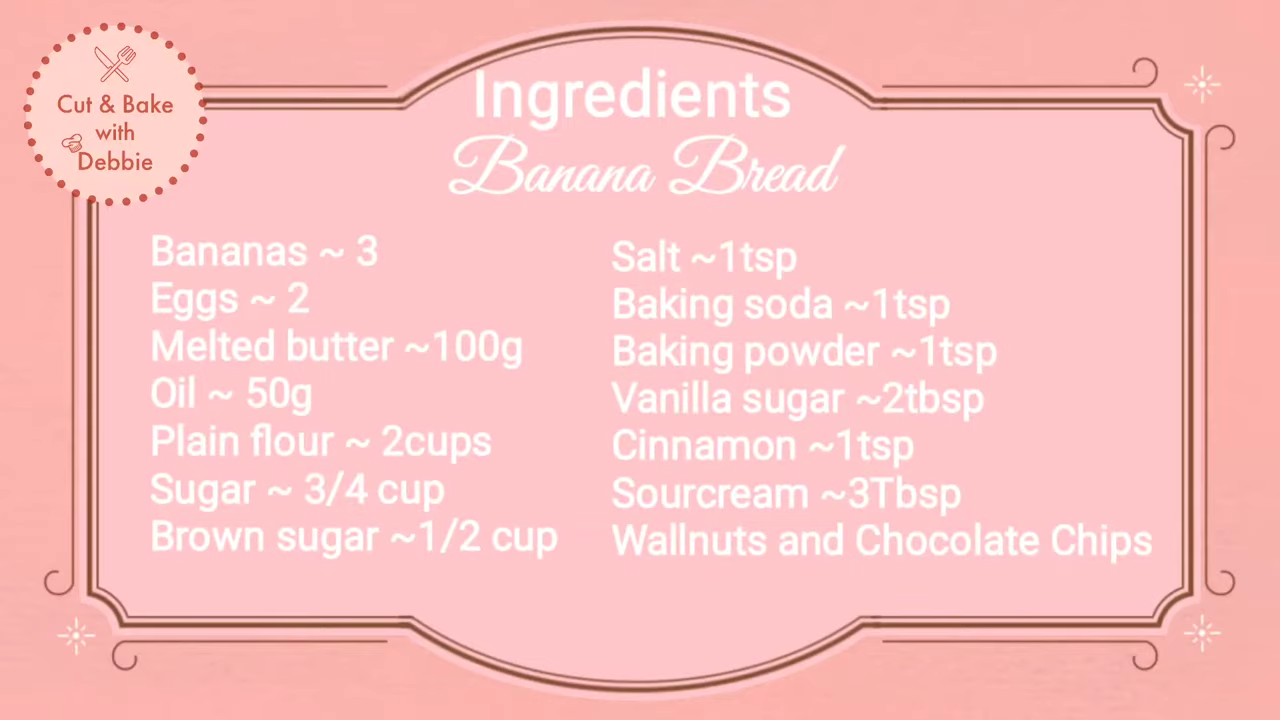 Cut & Bake
with
Debbie
Ingredients
Banana Bread
Bananas ~ 3
Eggs ~ 2
Melted butter ~100g
Oil ~ 50g
Plain flour ~ 2cups
Sugar ~ 3/4 cup
Brown sugar ~1/2 cup
Salt ~1tsp
Baking soda ~1tsp
Baking powder ~1tsp
Vanilla sugar ~2tbsp
Cinnamon ~1tsp
Sourcream ~3Tbsp
Wallnuts and Chocolate Chips